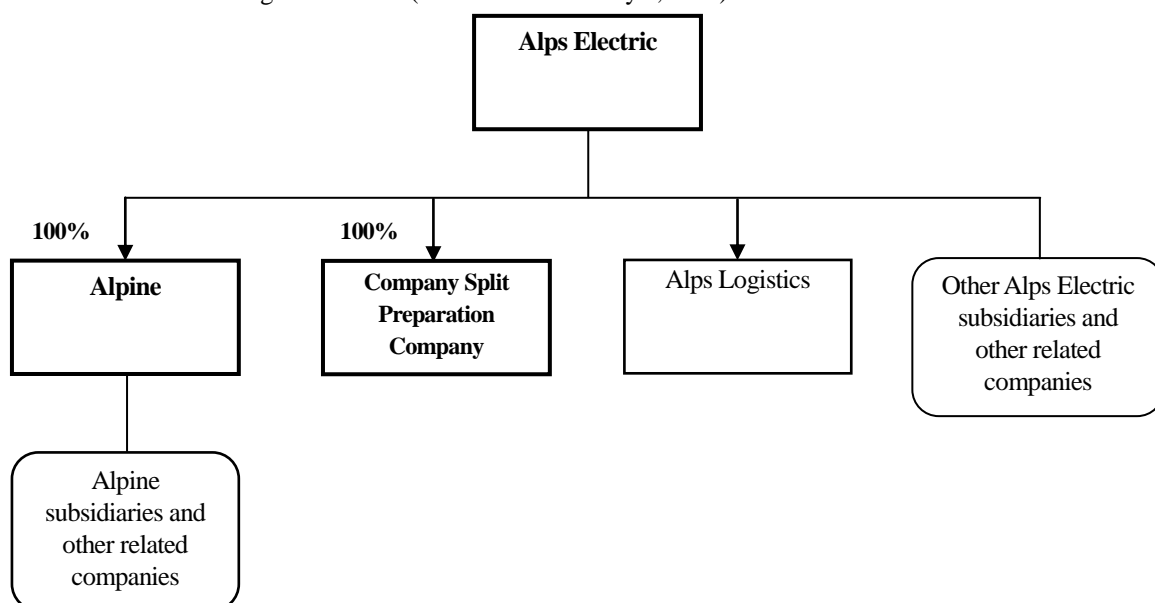 Alps Electric
100%
100%
Alpine
Company Split
Preparation
Company
Alps Logistics
Other Alps Electric
subsidiaries and
other related
companies
Alpine
subsidiaries and
other related
companies